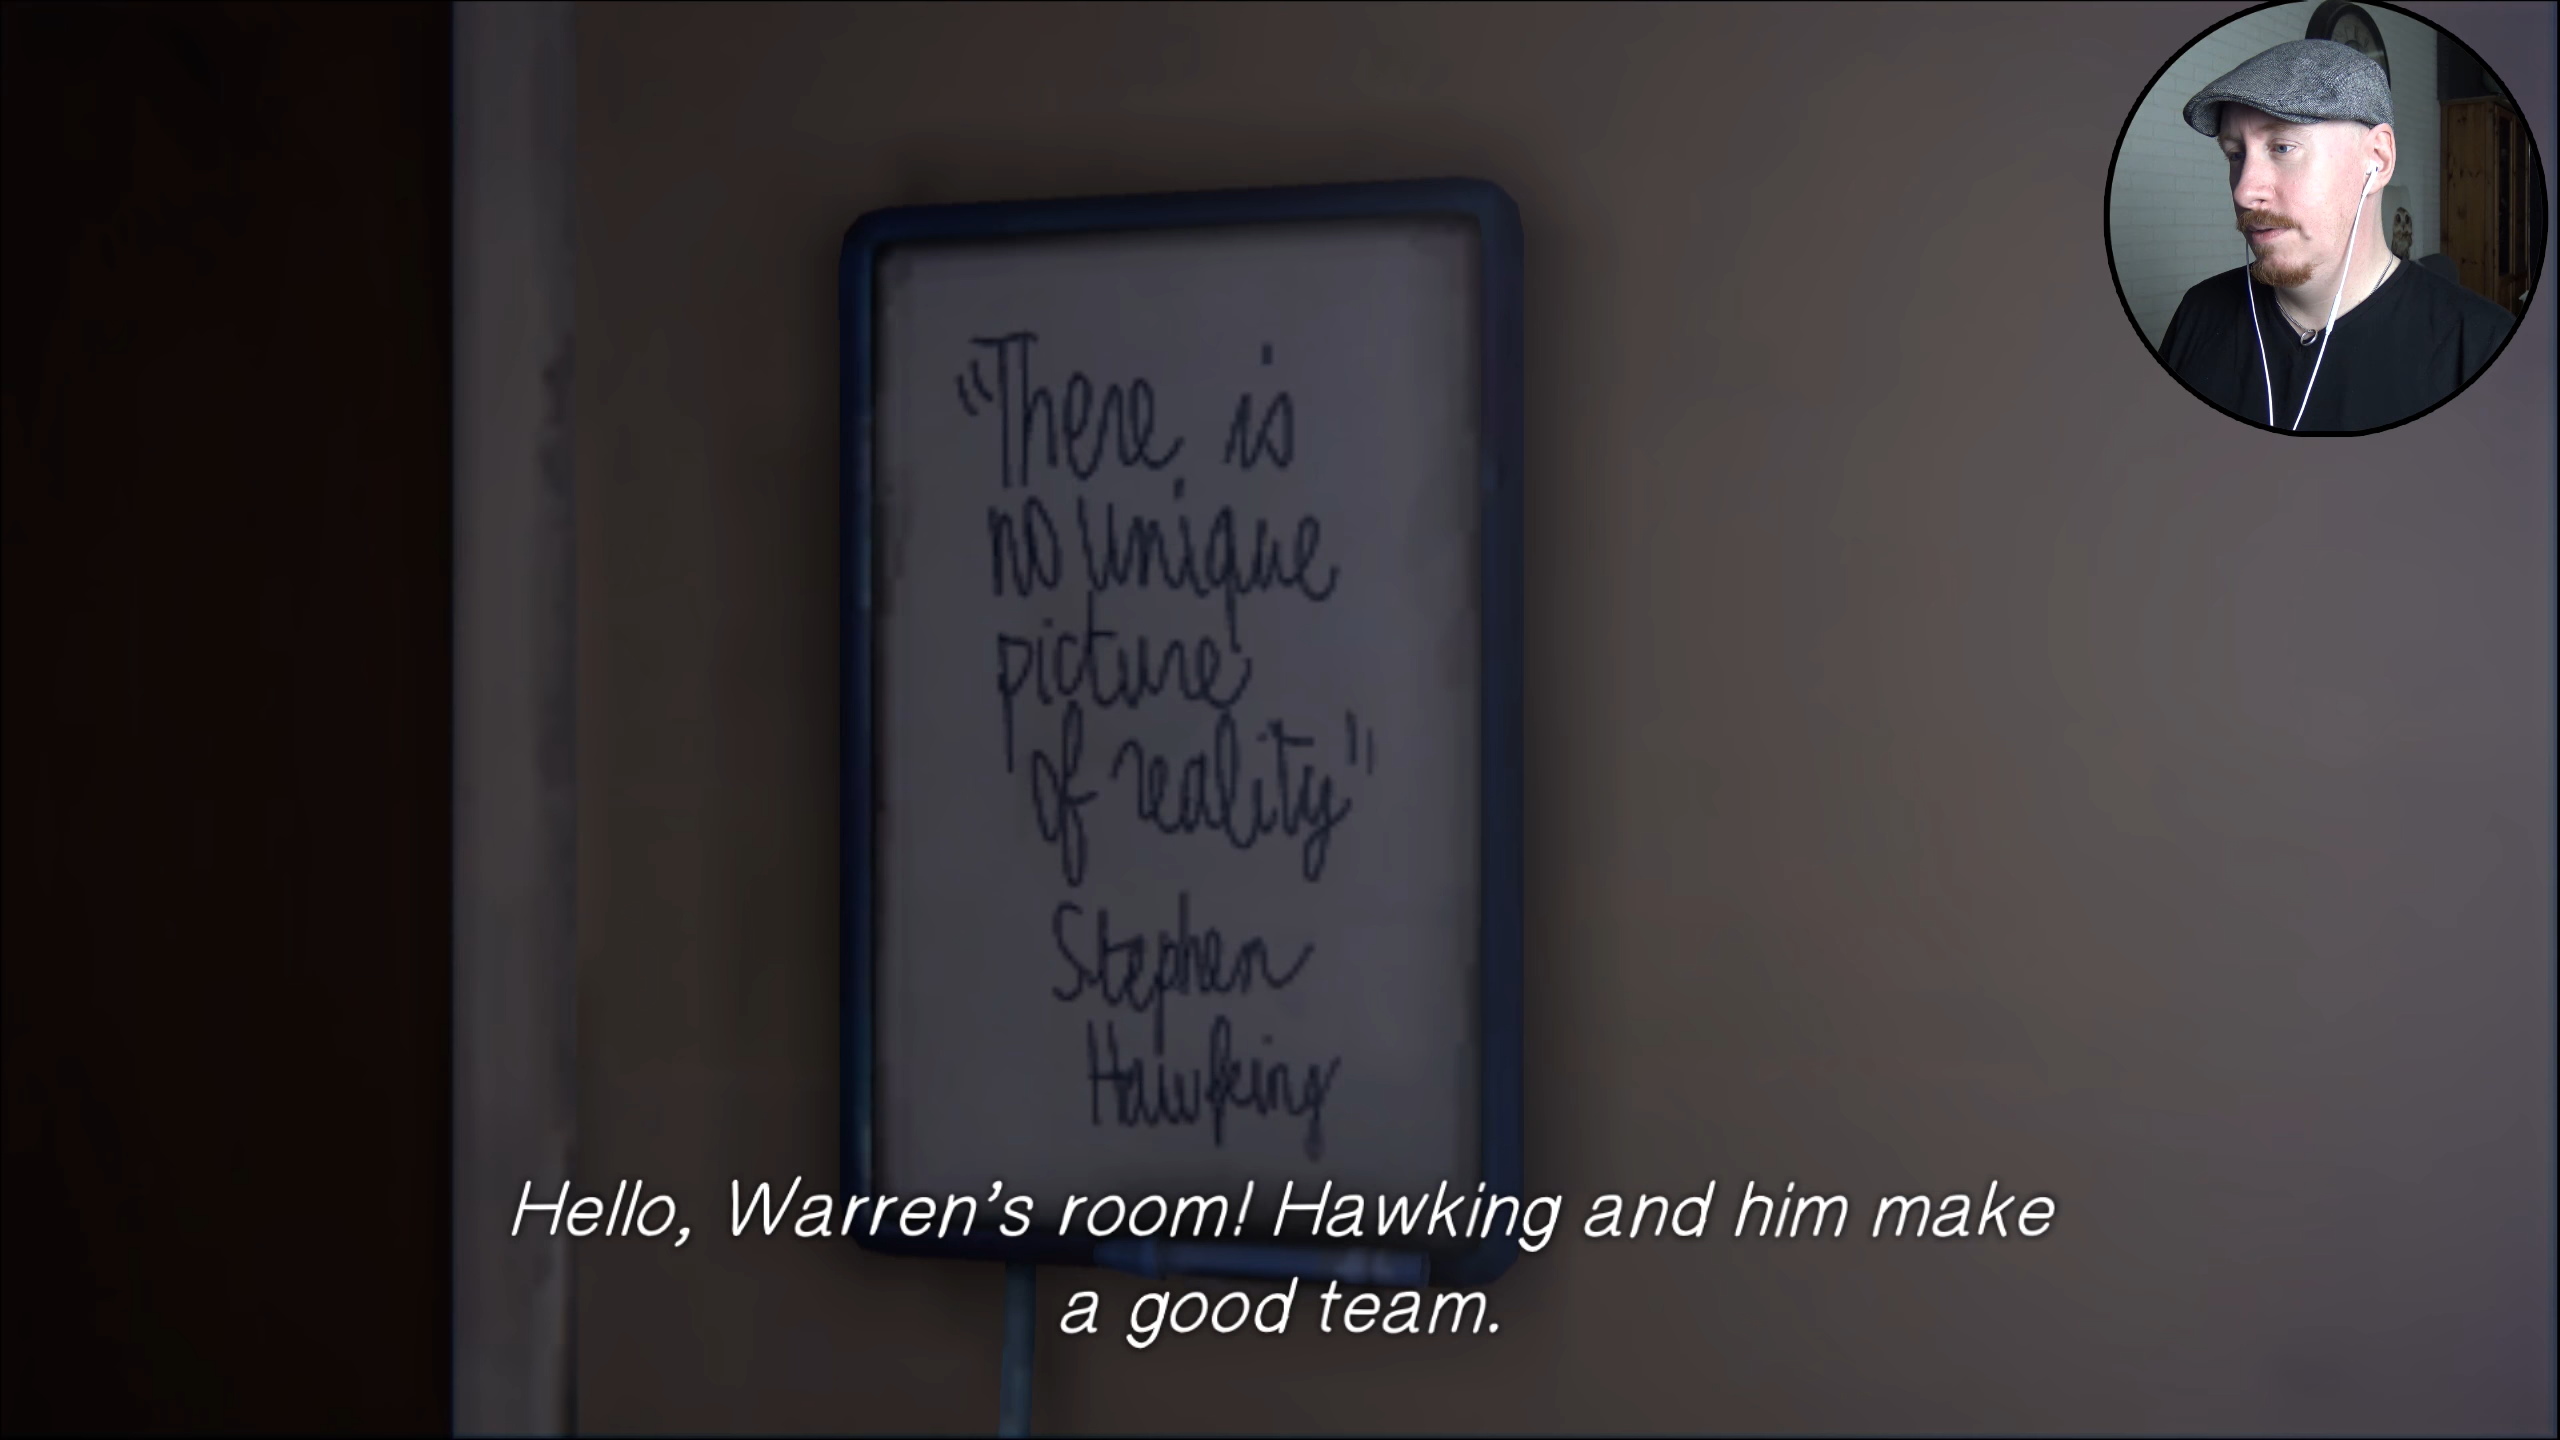 "There is
no unique
picture
of reality"
Stephen
Hawking
Hello, Warren’s room! Hawking and him make
a good team.